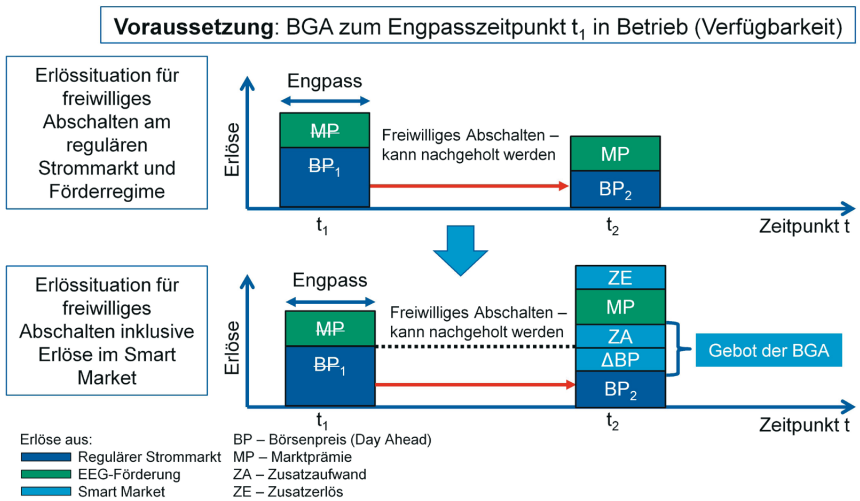 Voraussetzung: BGA zum Engpasszeitpunkt t₁ in Betrieb (Verfügbarkeit)
Erlössituation für
freiwilliges
Abschalten am
regulären
Strommarkt und
Förderregime
Erlöse
Engpass
MP
BP₁
Freiwilliges Abschalten –
kann nachgeholt werden
MP
BP₂
t₁
t₂
Zeitpunkt t
Erlössituation für
freiwilliges
Abschalten inklusive
Erlöse im Smart
Market
Erlöse
Engpass
MP
BP₁
Freiwilliges Abschalten –
kann nachgeholt werden
ZE
MP
ZA
ΔBP
BP₂
Gebot der BGA
t₁
t₂
Zeitpunkt t
Erlöse aus:
Regulärer Strommarkt
EEG-Förderung
Smart Market
BP – Börsenpreis (Day Ahead)
MP – Marktprämie
ZA – Zusatzaufwand
ZE – Zusatzerlös